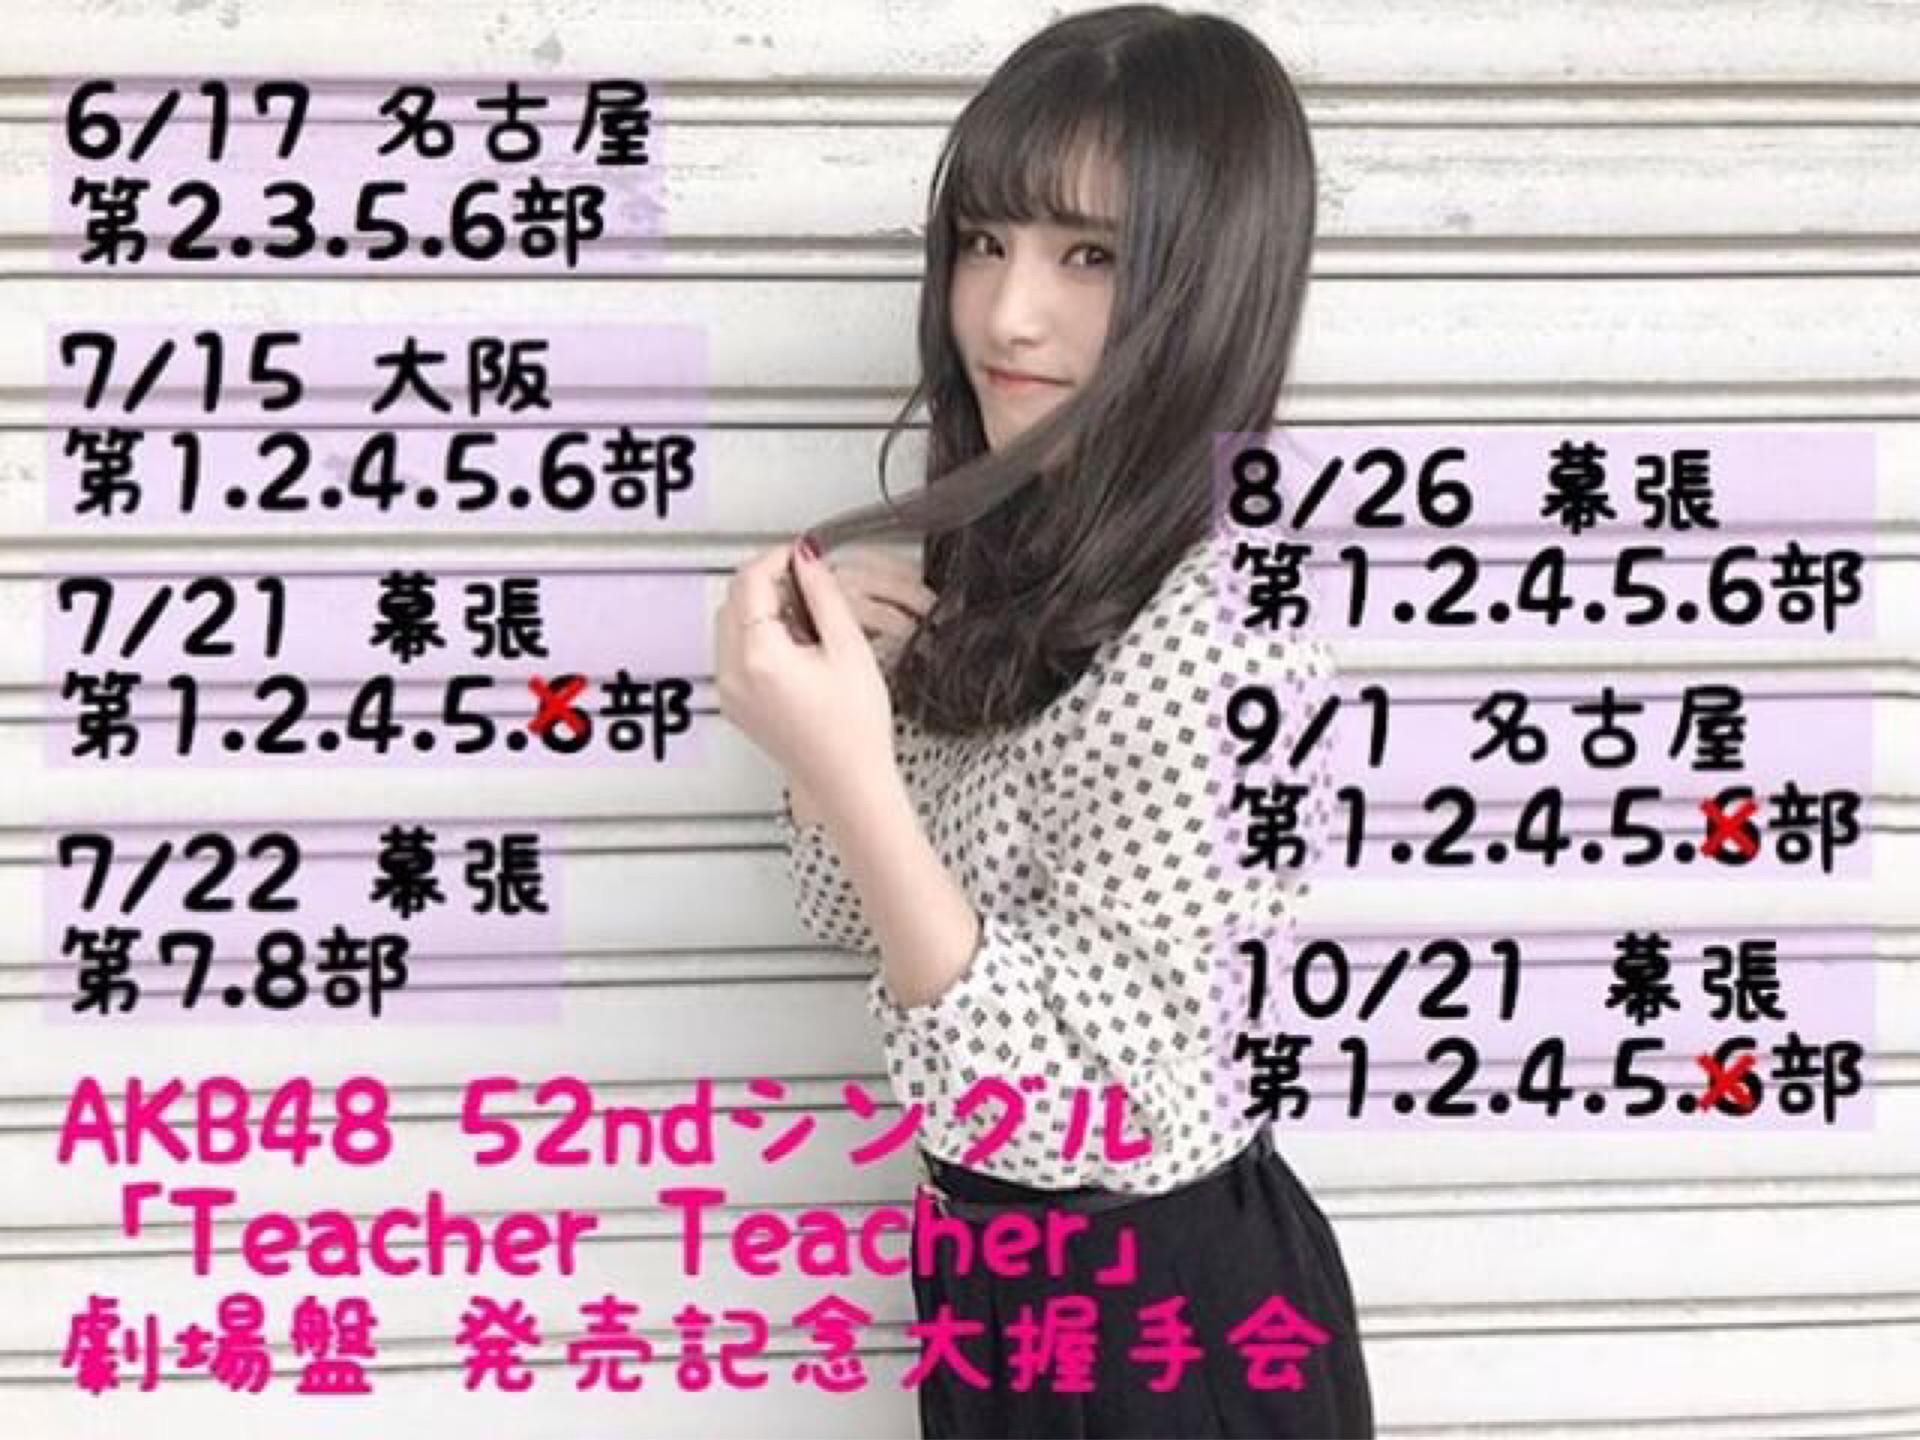 6/17 名古屋
第2.3.5.6部
7/15 大阪
第1.2.4.5.6部
7/21 幕張
第1.2.4.5.6部
7/22 幕張
第7.8部
8/26 幕張
第1.2.4.5.6部
9/1 名古屋
第1.2.4.5.6部
10/21 幕張
第1.2.4.5.6部
AKB48 52ndシングル
「Teacher Teacher」
劇場盤 発売記念大握手会